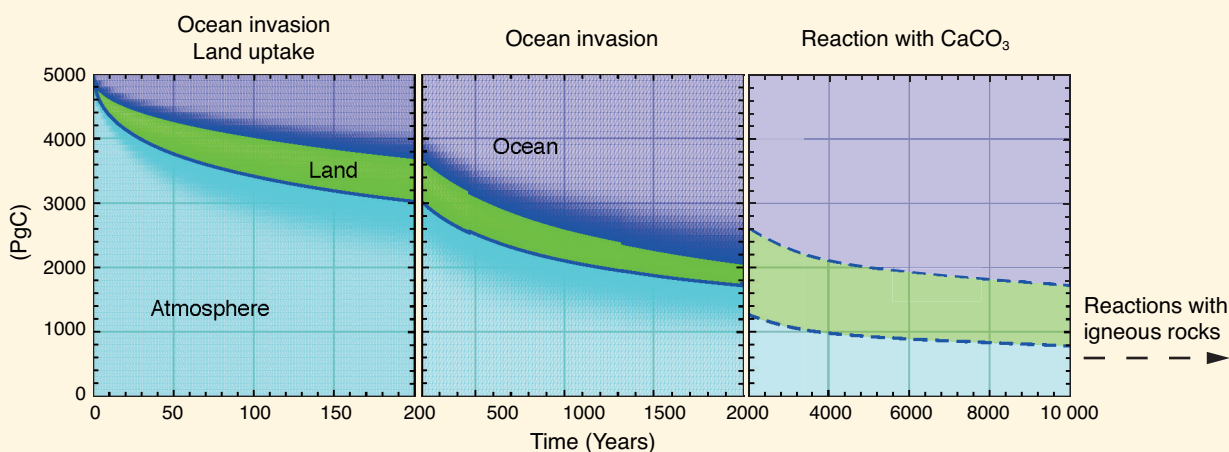 Ocean invasion
Land uptake
Ocean invasion
Reaction with CaCO₃
(PgC)
5000
4000
3000
2000
1000
0
Ocean
Land
Atmosphere
Reactions with
igneous rocks
0 50 100 150 200 500 1000 1500 2000 4000 6000 8000 10 000
Time (Years)